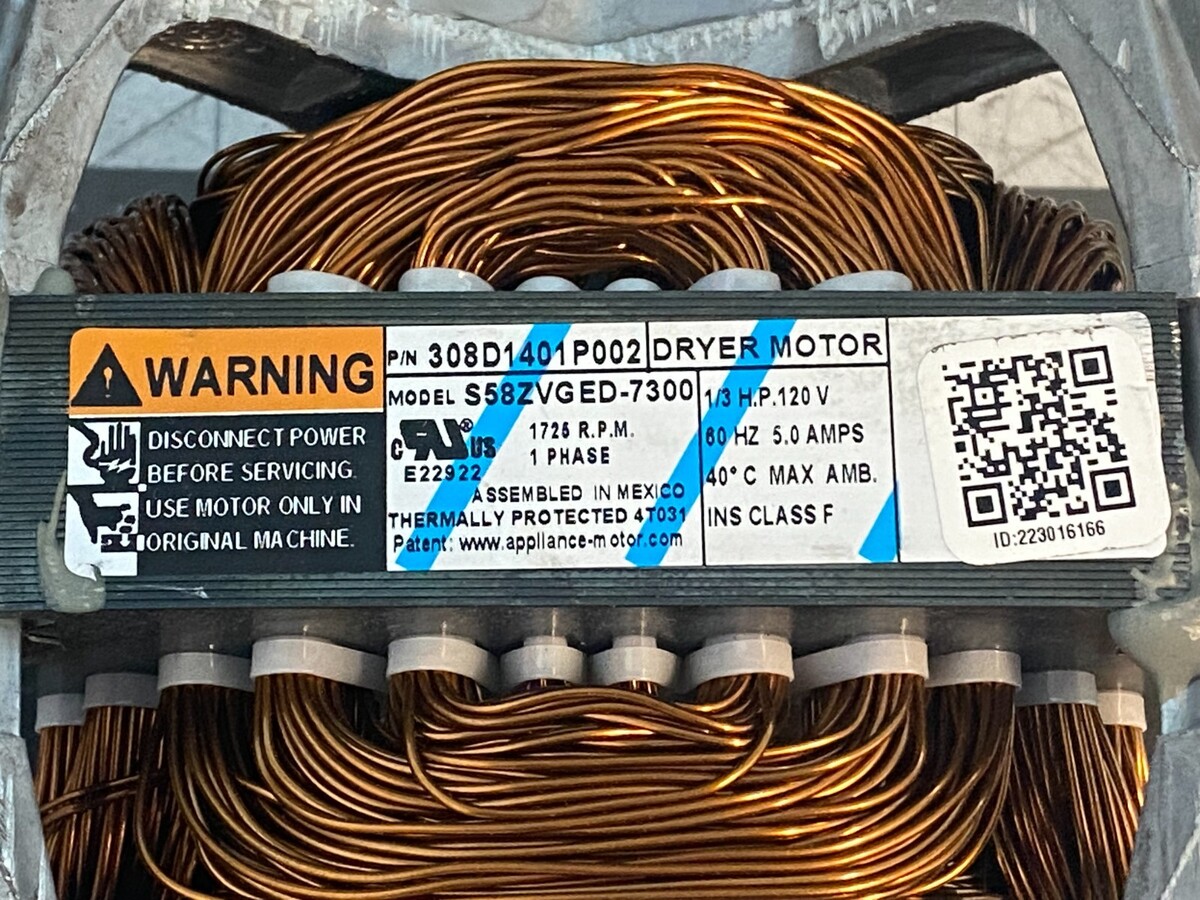 WARNING
DISCONNECT POWER
BEFORE SERVICING.
USE MOTOR ONLY IN
ORIGINAL MACHINE.
P/N 308D1401P002
DRYER MOTOR
MODEL S58ZVGED-7300
C RU ® US
E22922
1725 R.P.M.
1 PHASE
ASSEMBLED IN MEXICO
THERMALLY PROTECTED 4T031
Patent: www.appliance-motor.com
1/3 H.P.120 V
60 HZ 5.0 AMPS
40° C MAX AMB.
INS CLASS F
ID:223016166